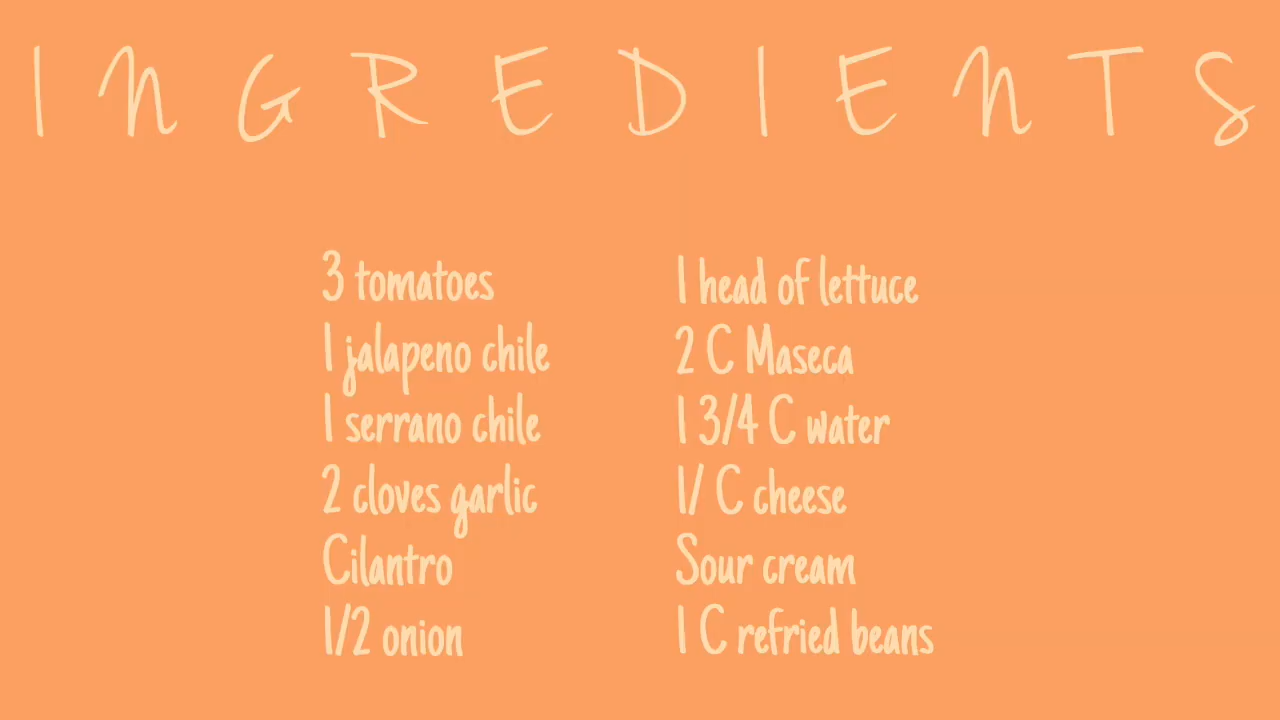 INGREDIENTS
3 tomatoes
1 jalapeno chile
1 serrano chile
2 cloves garlic
Cilantro
1/2 onion
1 head of lettuce
2 C Maseca
1 3/4 C water
1/ C cheese
Sour cream
1 C refried beans